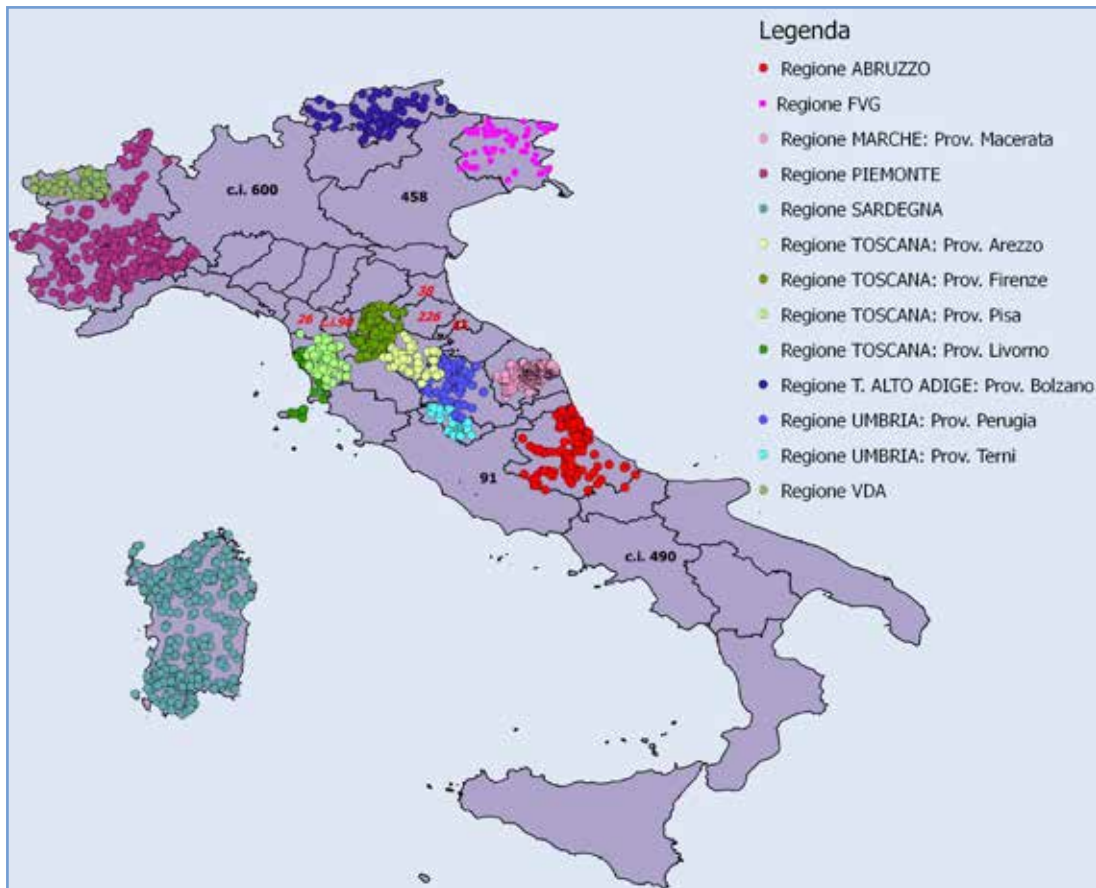 Legenda
Regione ABRUZZO
Regione FVG
Regione MARCHE: Prov. Macerata
Regione PIEMONTE
Regione SARDEGNA
Regione TOSCANA: Prov. Arezzo
Regione TOSCANA: Prov. Firenze
Regione TOSCANA: Prov. Pisa
Regione TOSCANA: Prov. Livorno
Regione T. ALTO ADIGE: Prov. Bolzano
Regione UMBRIA: Prov. Perugia
Regione UMBRIA: Prov. Terni
Regione VDA
c.i. 600
458
38
26
226
91
c.i. 490